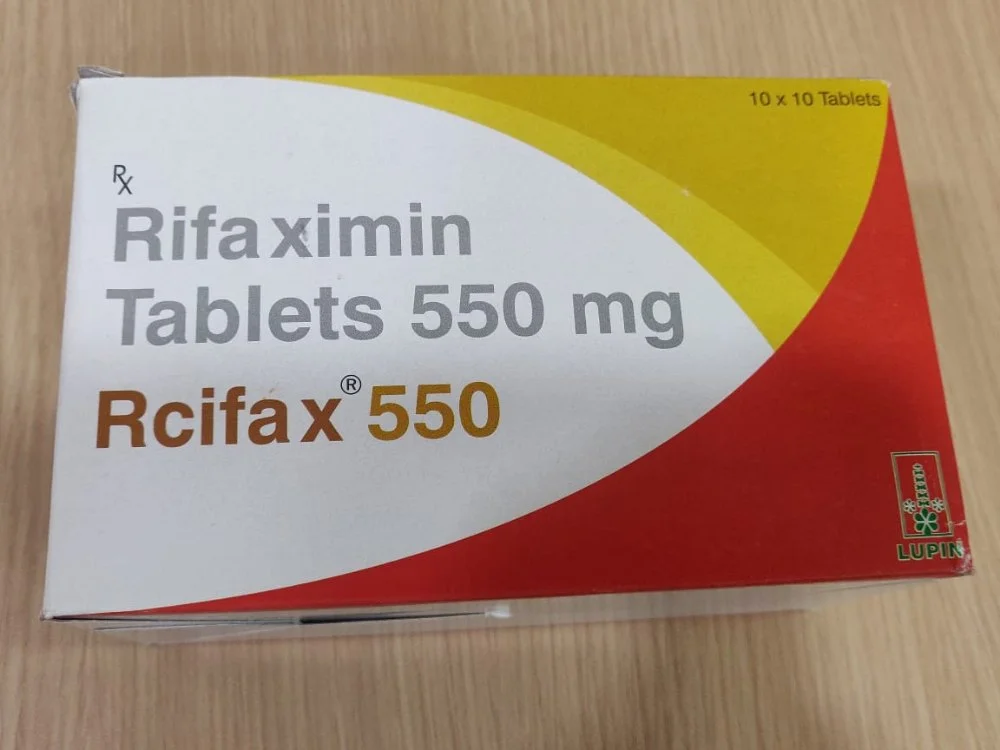 10 x 10 Tablets
Rx
Rifaximin
Tablets 550 mg
Rcifax® 550
LUPIN